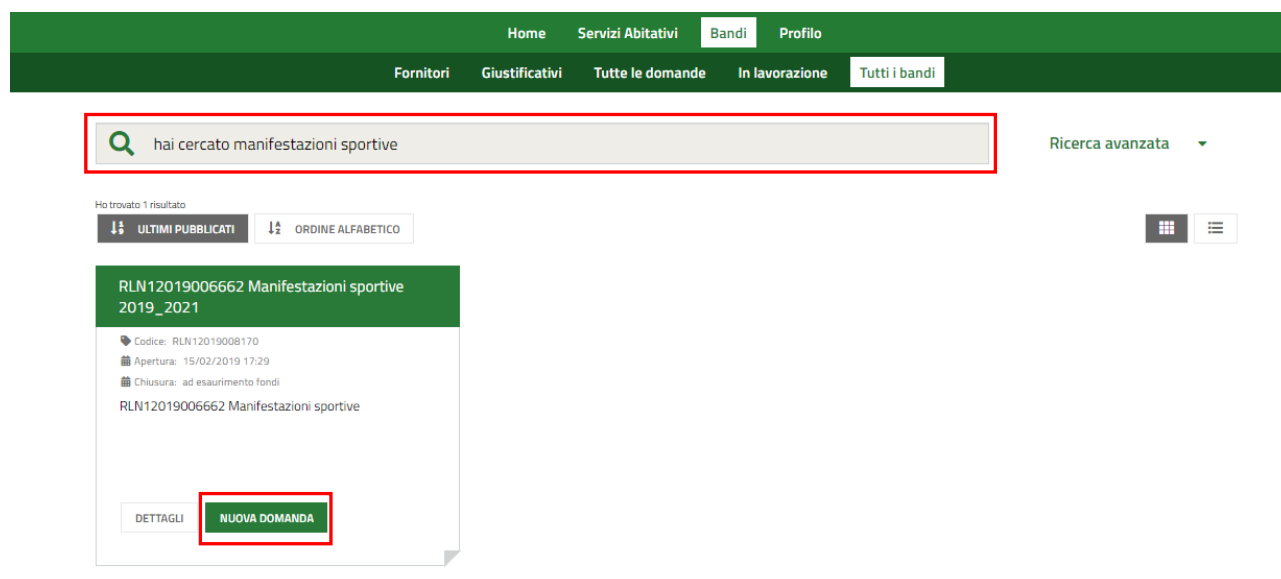 Home Servizi Abitativi Bandi Profilo
Fornitori Giustificativi Tutte le domande In lavorazione Tutti i bandi
hai cercato manifestazioni sportive
Ricerca avanzata
Ho trovato 1 risultato
ULTIMI PUBBLICATI ORDINE ALFABETICO
RLN12019006662 Manifestazioni sportive
2019_2021
Codice: RLN12019008170
Apertura: 15/02/2019 17:29
Chiusura: ad esaurimento fondi
RLN12019006662 Manifestazioni sportive
DETTAGLI NUOVA DOMANDA